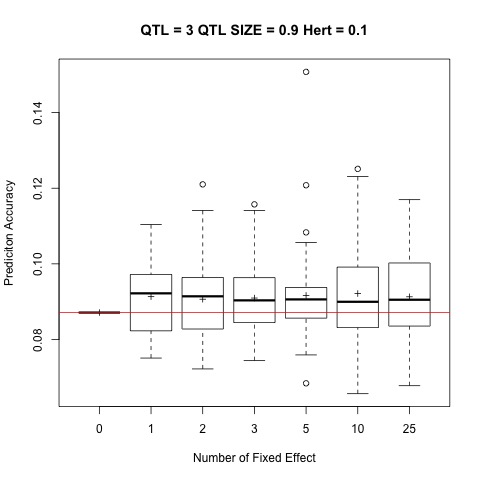 QTL = 3 QTL SIZE = 0.9 Hert = 0.1
Prediciton Accuracy
0.14
0.12
0.10
0.08
0 1 2 3 5 10 25
Number of Fixed Effect